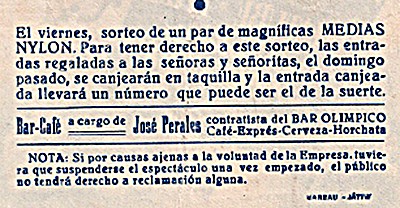 El viernes, sorteo de un par de magníficas MEDIAS
NYLON. Para tener derecho a este sorteo, las entra-
das regaladas a las señoras y señoritas, el domingo
pasado, se canjearán en taquilla y la entrada canjea-
da llevará un número que puede ser el de la suerte.
Bar-Café a cargo de José Perales contratista del BAR OLIMPICO
Café-Exprés-Cerveza-Horchata
NOTA: Si por causas ajenas a la voluntad de la Empresa. tuvie-
ra que suspenderse el espectáculo una vez empezado, el público
no tendrá derecho a reclamación alguna.
MAREAU - JÁTIVA